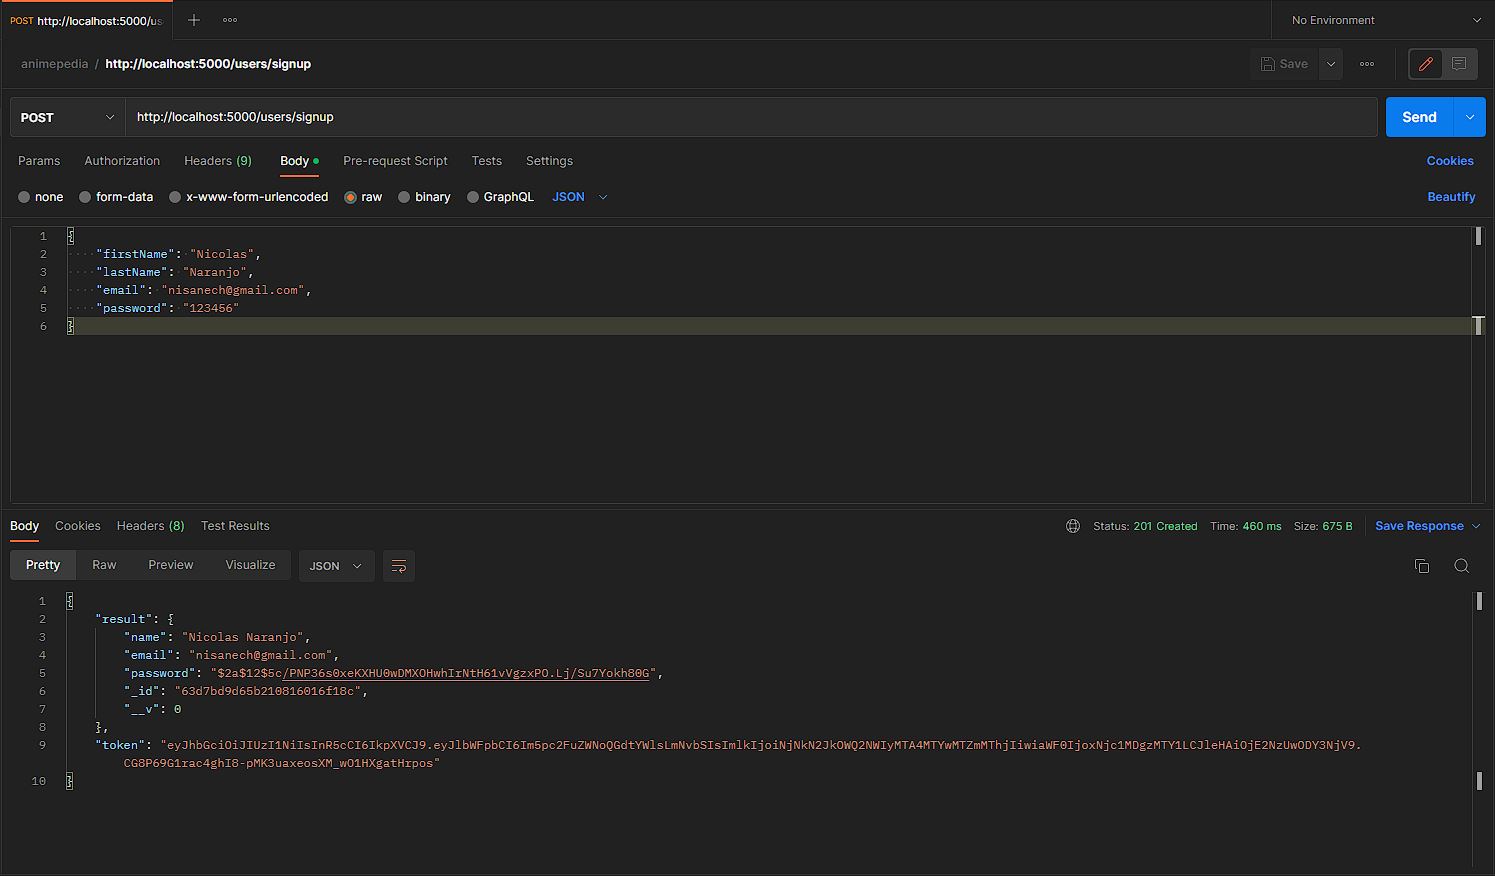 POST http://localhost:5000/us
No Environment
animepedia / http://localhost:5000/users/signup
Save
POST http://localhost:5000/users/signup Send
Params Authorization Headers (9) Body Pre-request Script Tests Settings Cookies
none form-data x-www-form-urlencoded raw binary GraphQL JSON Beautify
1 {
2 "firstName": "Nicolas",
3 "lastName": "Naranjo",
4 "email": "nisanech@gmail.com",
5 "password": "123456"
6 }
Body Cookies Headers (8) Test Results Status: 201 Created Time: 460 ms Size: 675 B Save Response
Pretty Raw Preview Visualize JSON
1 {
2 "result": {
3 "name": "Nicolas Naranjo",
4 "email": "nisanech@gmail.com",
5 "password": "$2a$12$5c/PNP36s0xeKXHU0wDMXOHwhIrNtH61vVgzxPO.Lj/Su7Yokh80G",
6 "_id": "63d7bd9d65b210816016f18c",
7 "__v": 0
8 },
9 "token": "eyJhbGciOiJIUzI1NiIsInR5cCI6IkpXVCJ9.eyJlbWFpbCI6Im5pc2FuZWNoQGdtYWlsLmNvbSIsImlkIjoiNjNkN2JkOWQ2NWIyMTA4MTYwMTZmMThjIiwiaWF0IjoxNjc1MDgzMTY1LCJleHAiOjE2NzUwODY3NjV9.
CG8P69G1rac4ghI8-pMK3uaxeosXM_wO1HXgatHrpos"
10 }